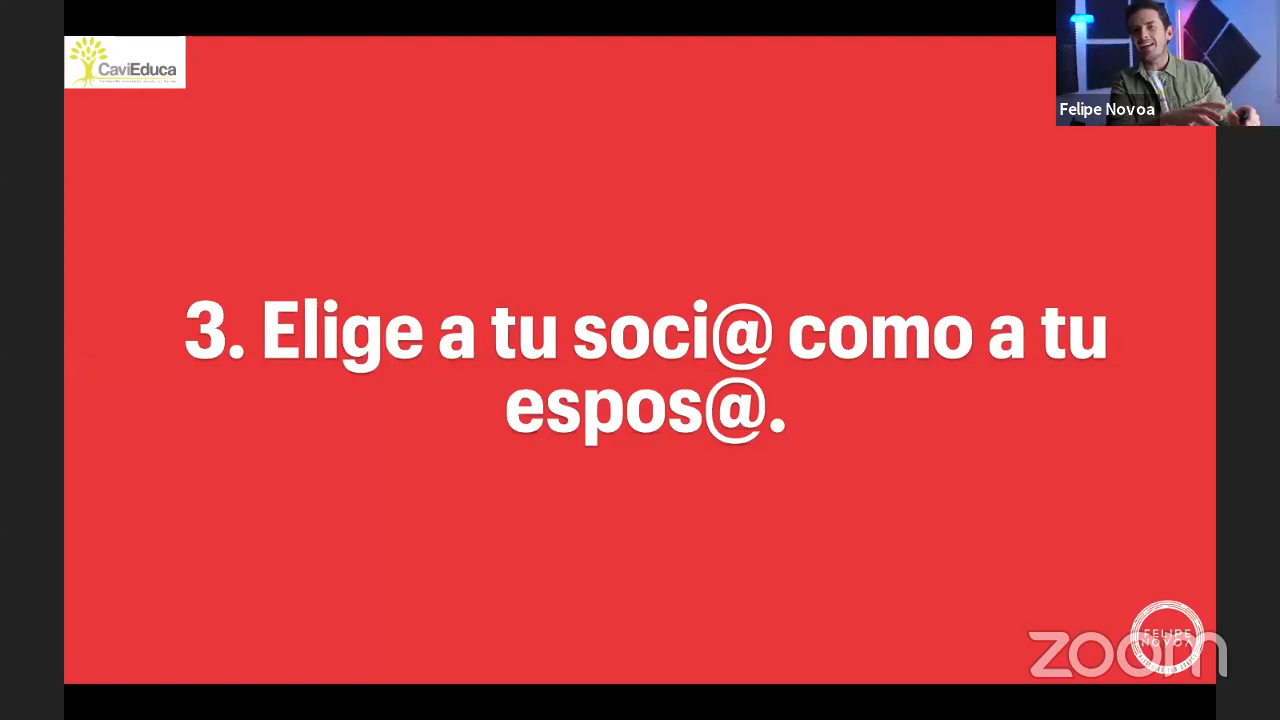 CaviEduca
Felipe Novoa
3. Elige a tu soci@ como a tu
espos@.
FELIPE
NOVOA
zoom